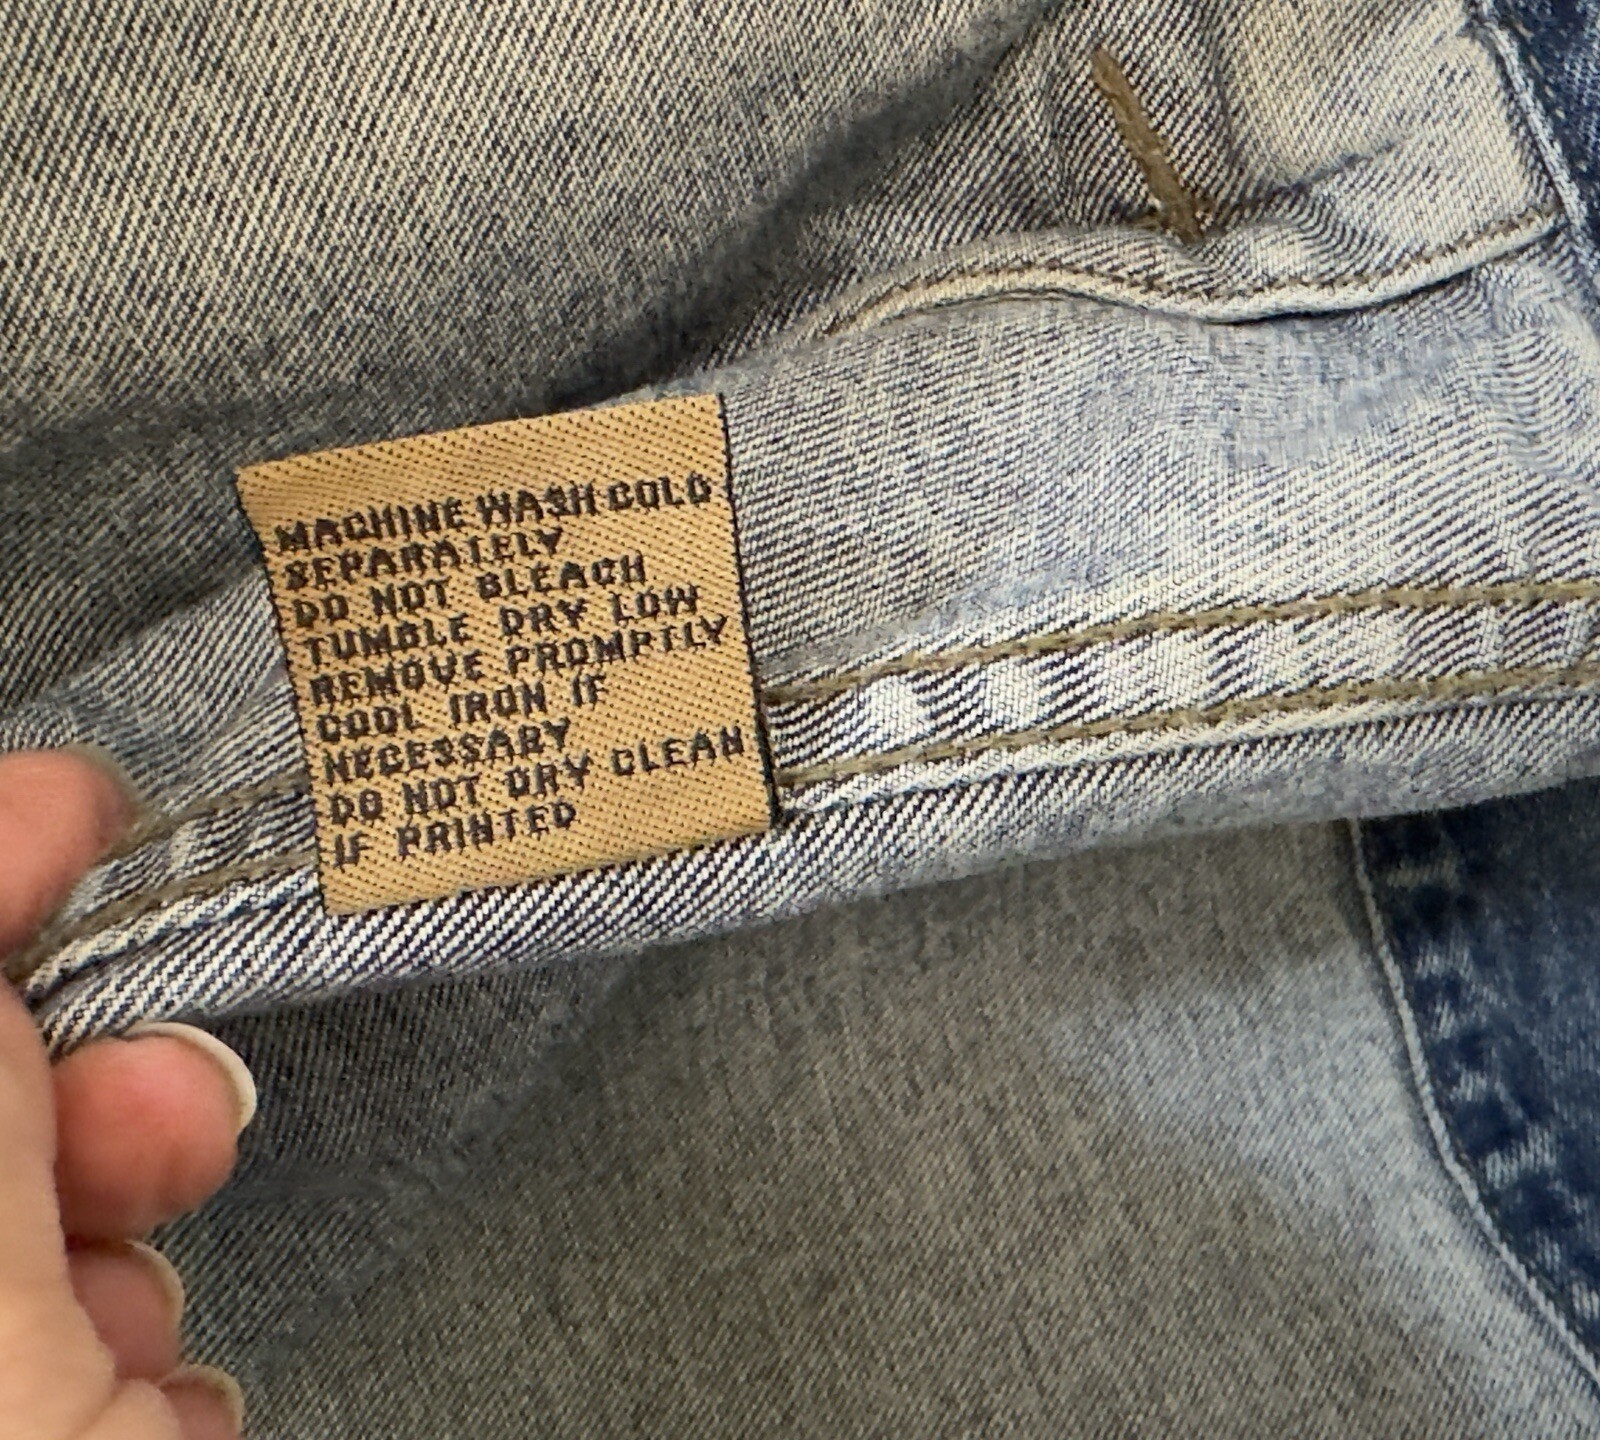 MACHINE WASH COLD
SEPARATELY
DO NOT BLEACH
TUMBLE DRY LOW
REMOVE PROMPTLY
COOL IRON IF
NECESSARY
DO NOT DRY CLEAN
IF PRINTED